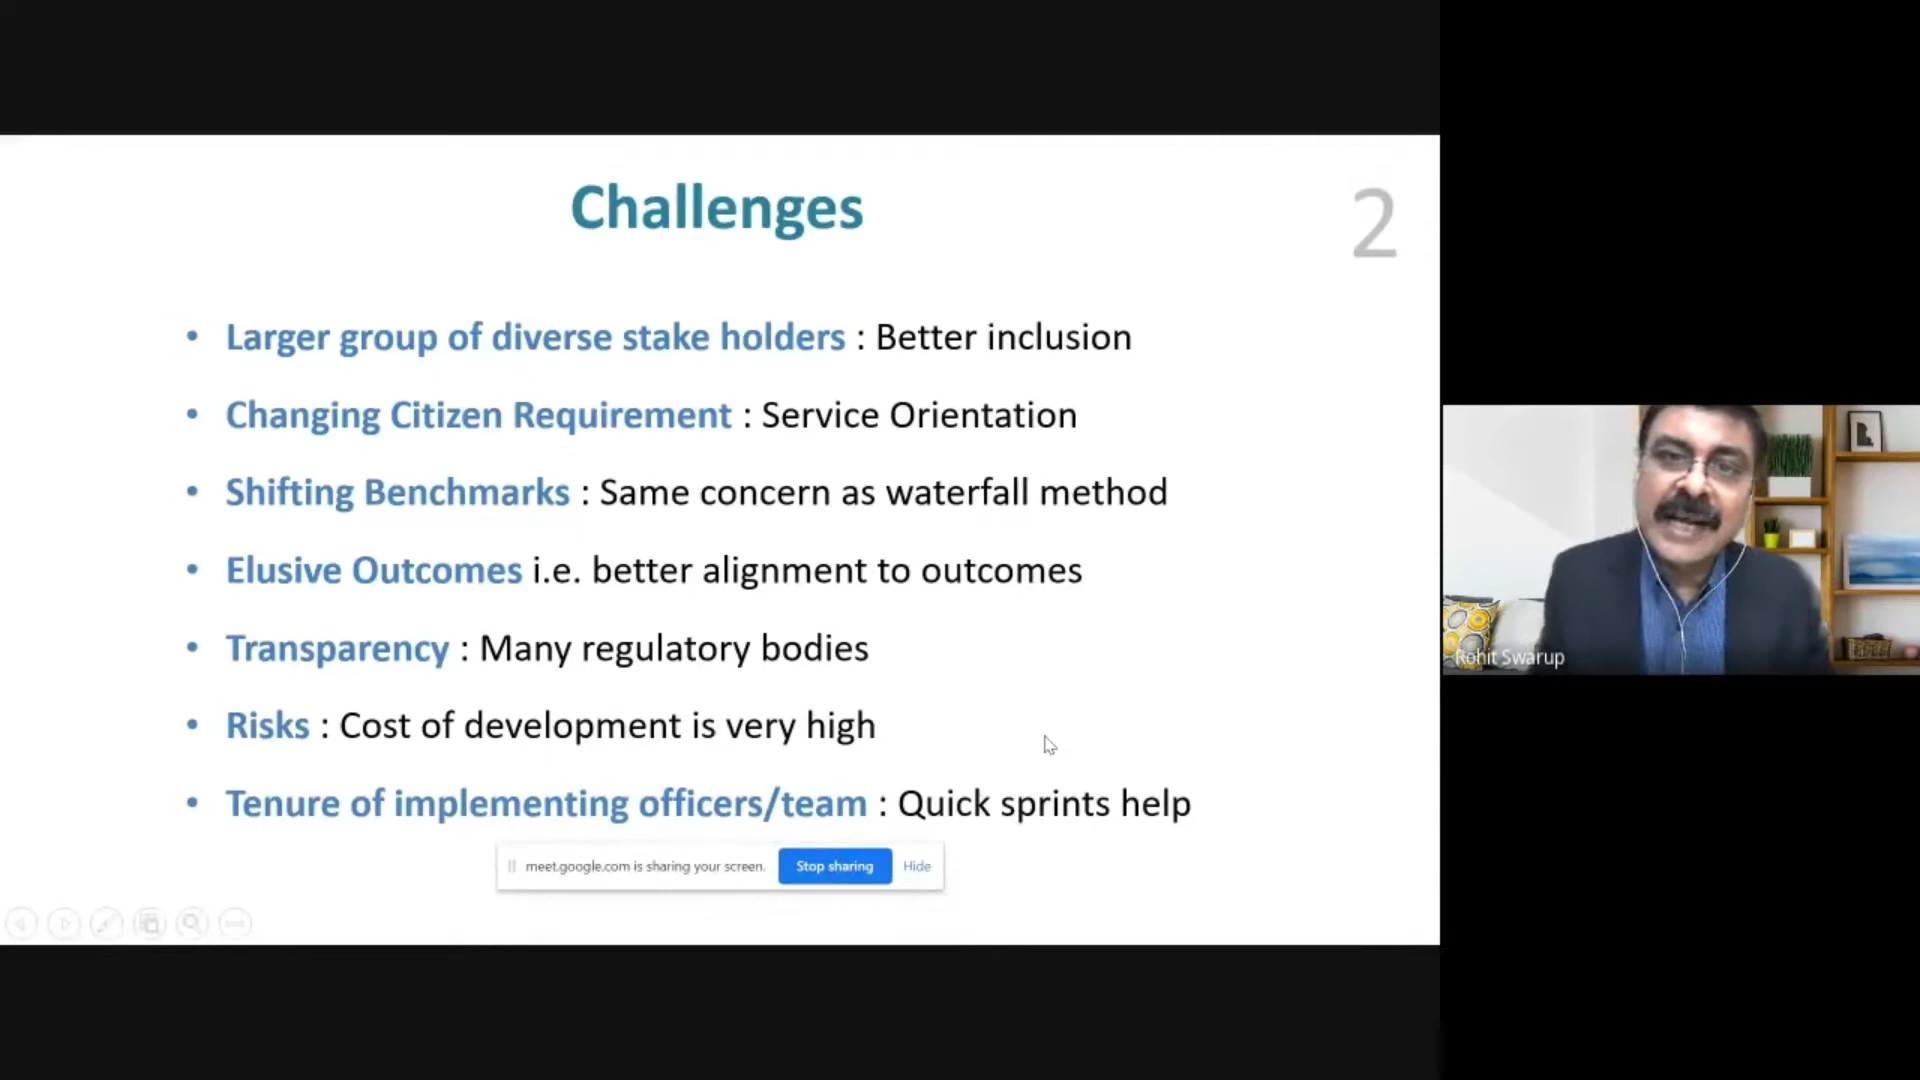 Challenges
2
• Larger group of diverse stake holders : Better inclusion
• Changing Citizen Requirement : Service Orientation
• Shifting Benchmarks : Same concern as waterfall method
• Elusive Outcomes i.e. better alignment to outcomes
• Transparency : Many regulatory bodies
• Risks : Cost of development is very high
• Tenure of implementing officers/team : Quick sprints help
meet.google.com is sharing your screen. Stop sharing Hide
Rohit Swarup